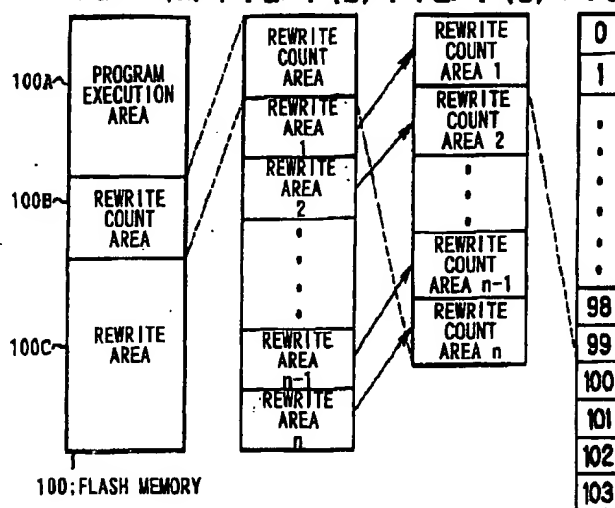 100A
PROGRAM
EXECUTION
AREA
100B
REWRITE
COUNT
AREA
100C
REWRITE
AREA
100;FLASH MEMORY
REWRITE
COUNT
AREA
REWRITE
AREA
1
REWRITE
AREA
2
REWRITE
AREA
n-1
REWRITE
AREA
n
REWRITE
COUNT
AREA 1
REWRITE
COUNT
AREA 2
REWRITE
COUNT
AREA n-1
REWRITE
COUNT
AREA n
0
1
98
99
100
101
102
103